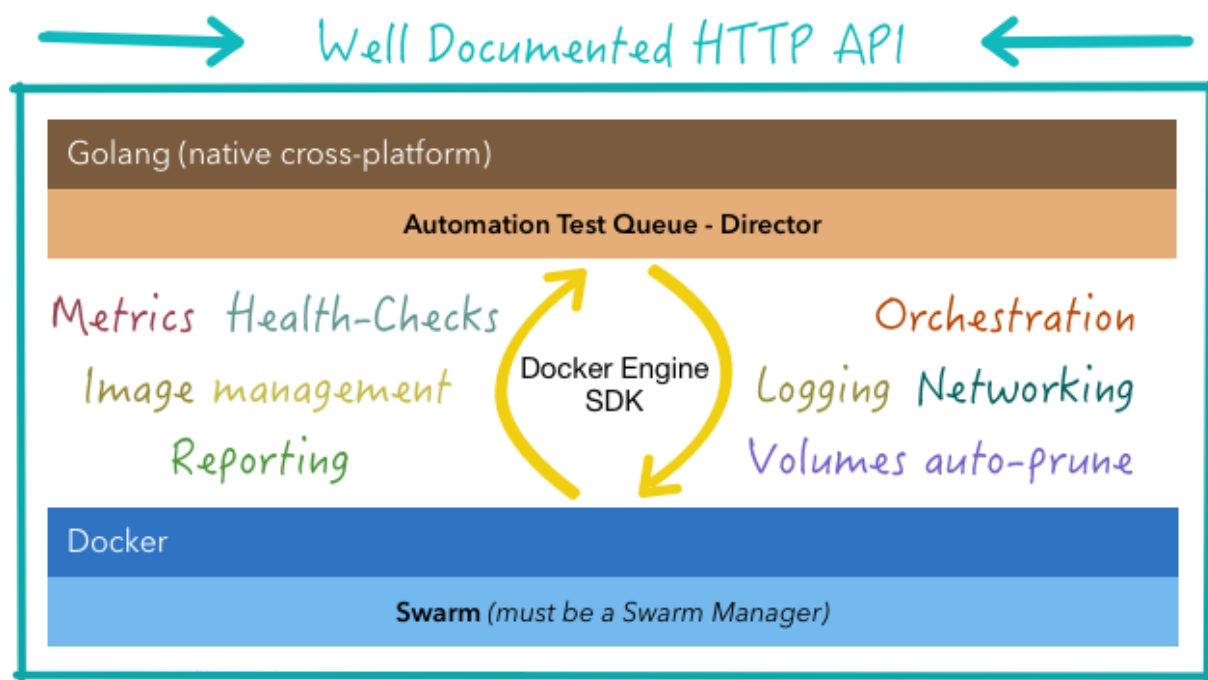 Well Documented HTTP API
Golang (native cross-platform)
Automation Test Queue - Director
Metrics Health-Checks
Image management
Reporting
Docker Engine
SDK
Orchestration
Logging Networking
Volumes auto-prune
Docker
Swarm (must be a Swarm Manager)